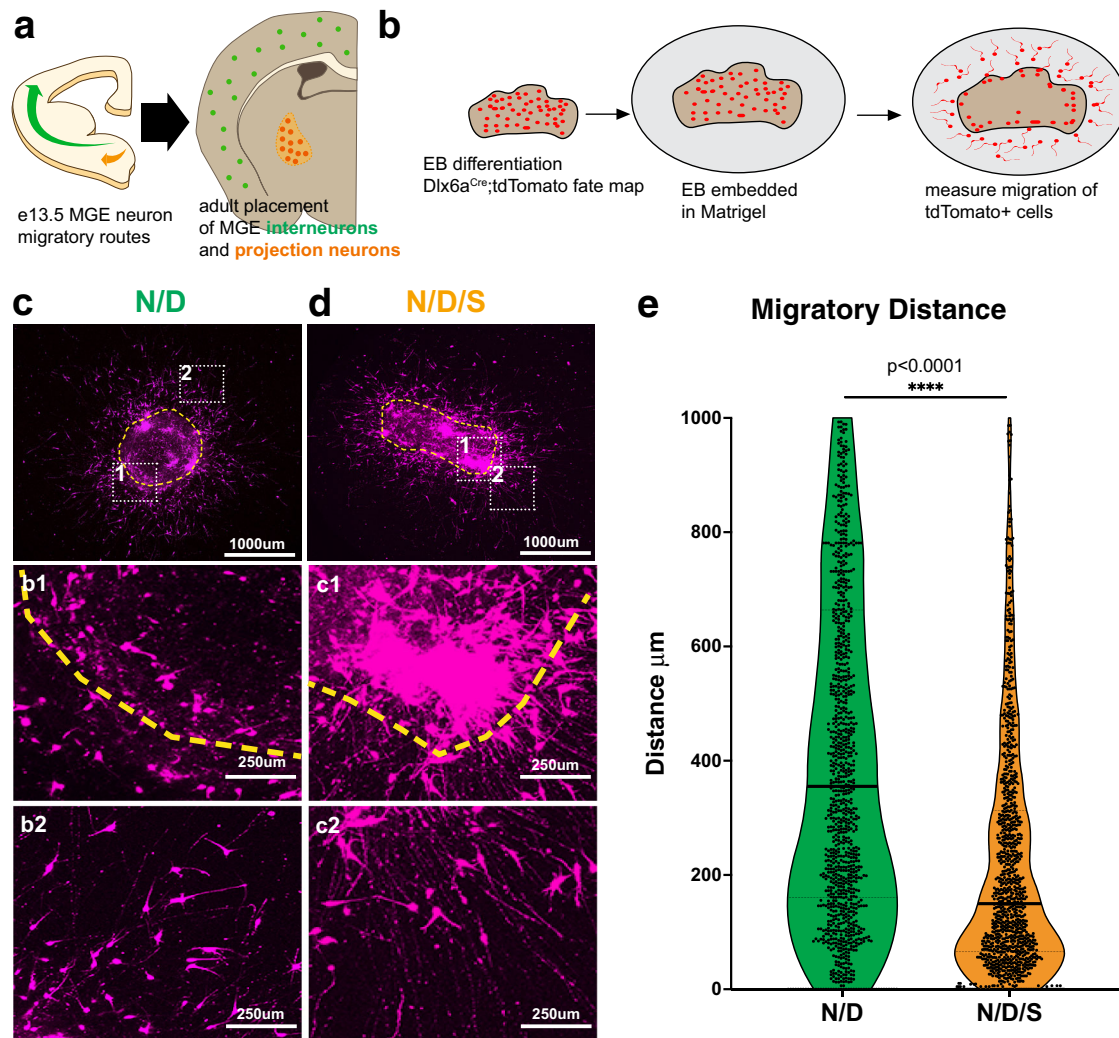 a
e13.5 MGE neuron
migratory routes
adult placement
of MGE interneurons
and projection neurons
b
EB differentiation
Dlx6aCre;tdTomato fate map
EB embedded
in Matrigel
measure migration of
tdTomato+ cells
c
N/D
2
1
1000um
d
N/D/S
1
2
1000um
b1
250um
c1
250um
b2
250um
c2
250um
e
Migratory Distance
p<0.0001
****
1000
800
600
400
200
0
Distance μm
N/D
N/D/S